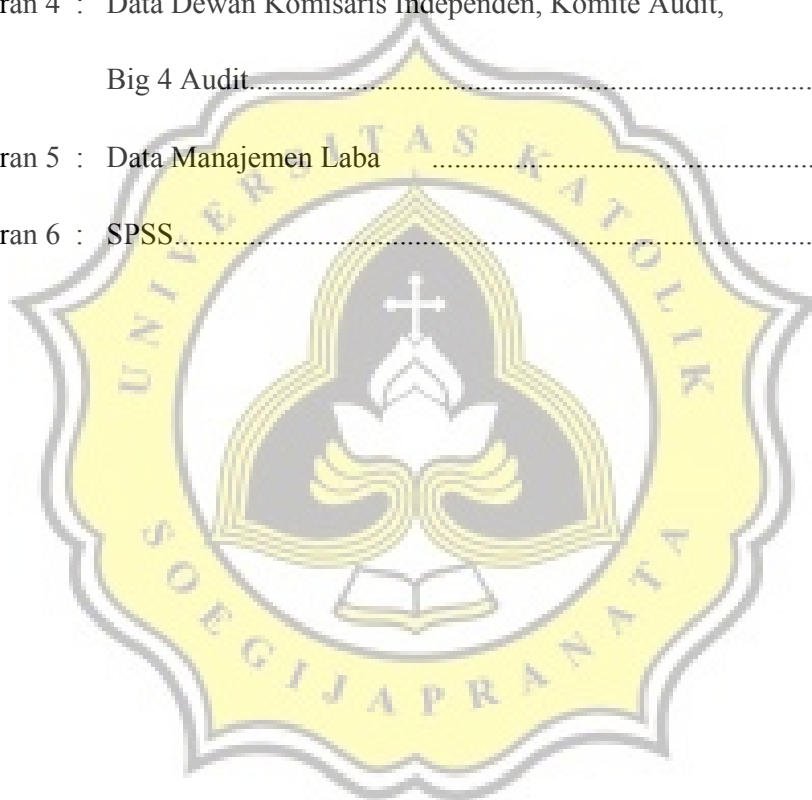 ran 4 : Data Dewan Komisaris Independen, Komite Audit,
Big 4 Audit..........................................................................
ran 5 : Data Manajemen Laba ..................................................
ran 6 : SPSS....................................................................................
UNIVERSITAS KATOLIK
SOEGIJAPRANATA